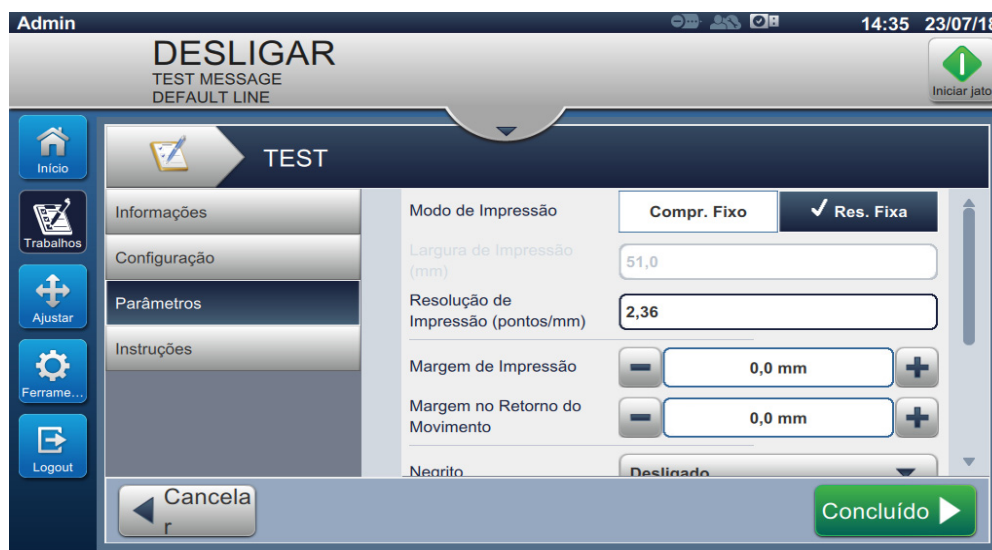 Admin
14:35 23/07/18
DESLIGAR
TEST MESSAGE
DEFAULT LINE
Iniciar jato
Início
Trabalhos
Ajustar
Ferrame...
Logout
TEST
Informações
Configuração
Parâmetros
Instruções
Modo de Impressão
Compr. Fixo
Res. Fixa
Largura de Impressão
(mm)
51,0
Resolução de
Impressão (pontos/mm)
2,36
Margem de Impressão
0,0 mm
Margem no Retorno do
Movimento
0,0 mm
Negrito
Desligado
Cancela
r
Concluído